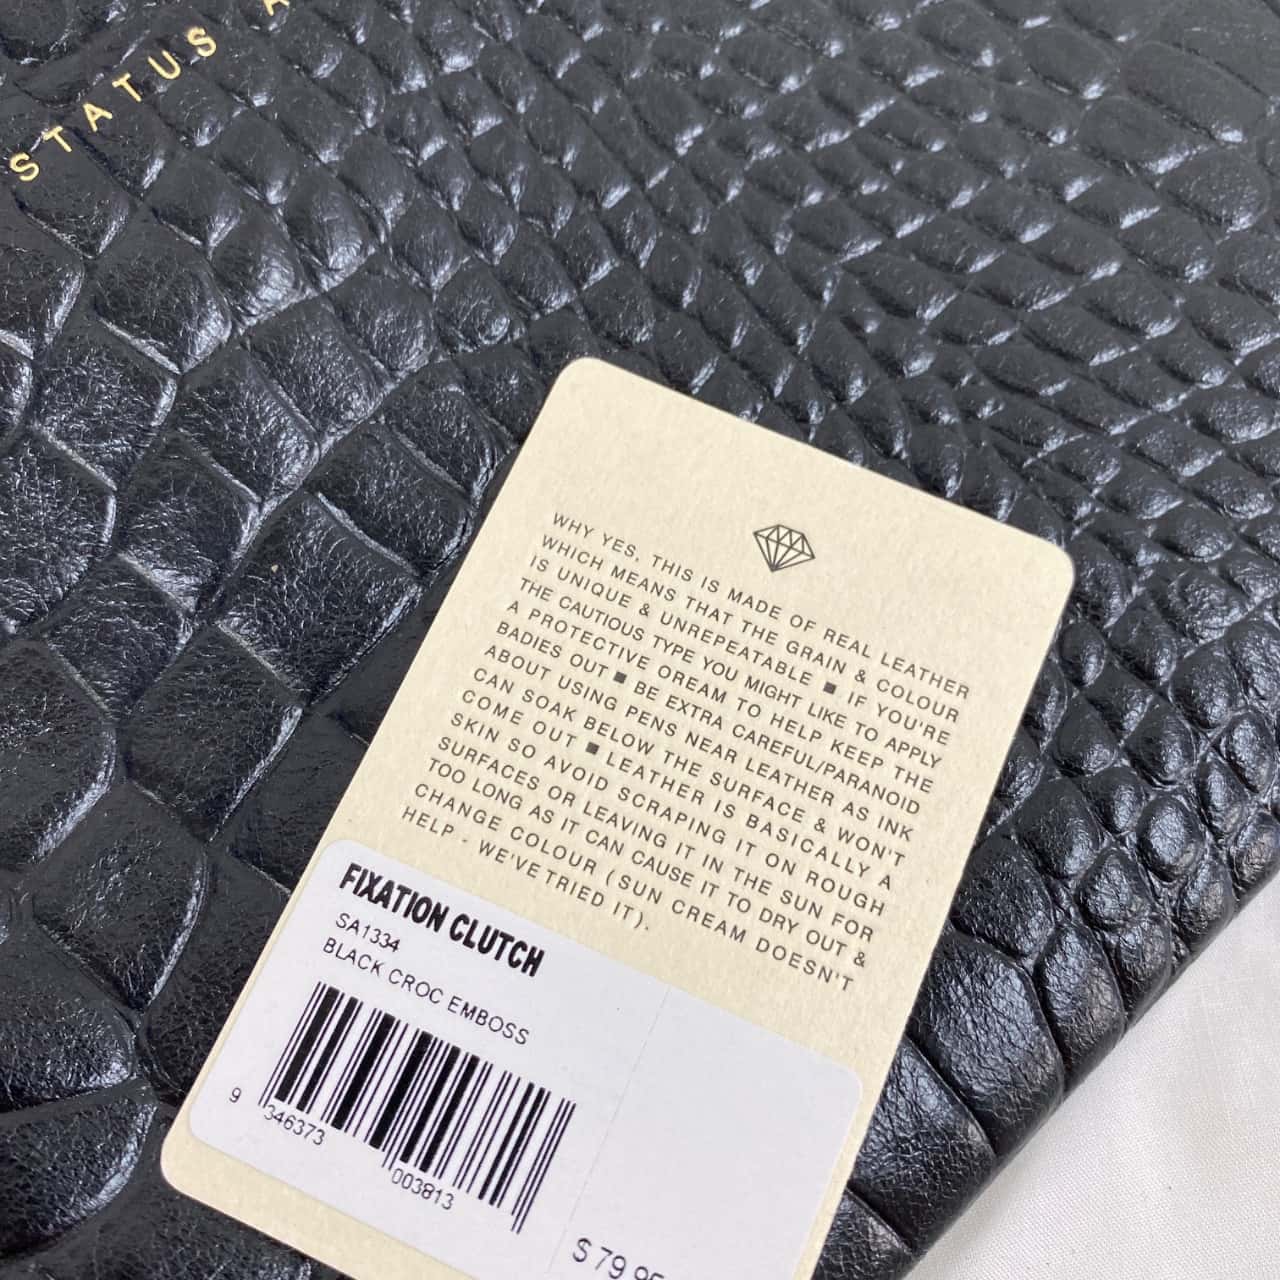 STATUS A
WHY YES, THIS IS MADE OF REAL LEATHER
WHICH MEANS THAT THE GRAIN & COLOUR
IS UNIQUE & UNREPEATABLE ■ IF YOU'RE
THE CAUTIOUS TYPE YOU MIGHT LIKE TO APPLY
A PROTECTIVE CREAM TO HELP KEEP THE
BADIES OUT ■ BE EXTRA CAREFUL/PARANOID
ABOUT USING PENS NEAR LEATHER AS INK
CAN SOAK BELOW THE SURFACE & WON'T
COME OUT ■ LEATHER IS BASICALLY A
SKIN SO AVOID SCRAPING IT ON ROUGH
SURFACES OR LEAVING IT IN THE SUN FOR
TOO LONG AS IT CAN CAUSE IT TO DRY OUT &
CHANGE COLOUR (SUN CREAM DOESN'T
HELP - WE'VE TRIED IT).
FIXATION CLUTCH
SA1334
BLACK CROC EMBOSS
9 346373 003813
$79.95